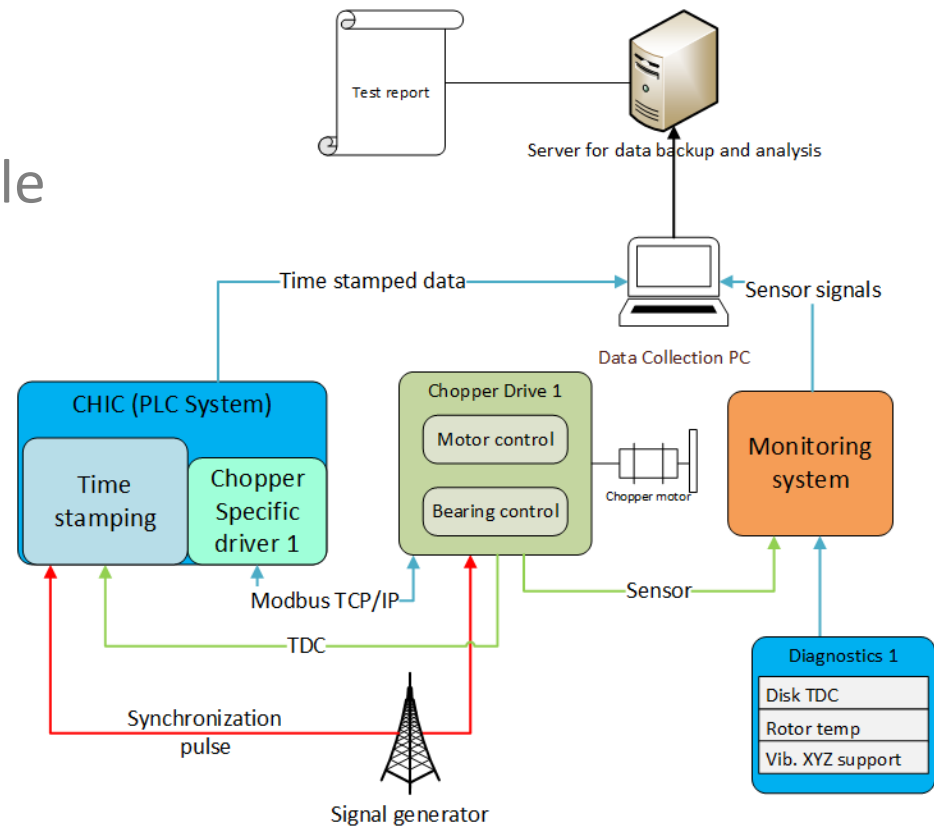 Test report
Server for data backup and analysis
le
Time stamped data
Sensor signals
Data Collection PC
CHIC (PLC System)
Time
stamping
Chopper
Specific
driver 1
Chopper Drive 1
Motor control
Bearing control
Chopper motor
Monitoring
system
Modbus TCP/IP
Sensor
TDC
Synchronization
pulse
Signal generator
Diagnostics 1
Disk TDC
Rotor temp
Vib. XYZ support